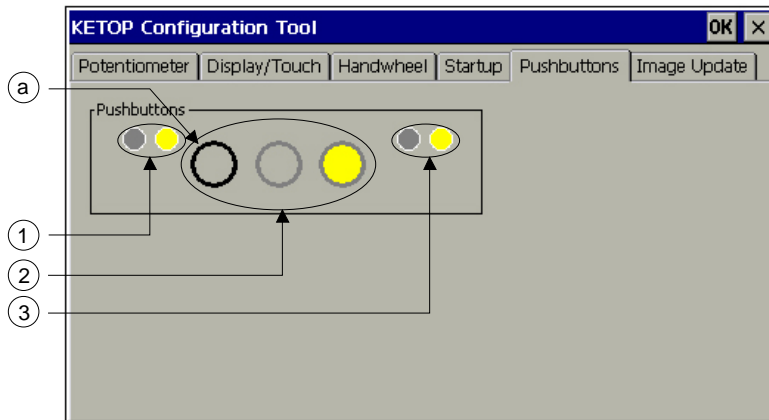 KETOP Configuration Tool OK ×
Potentiometer Display/Touch Handwheel Startup Pushbuttons Image Update
a
Pushbuttons
1
2
3